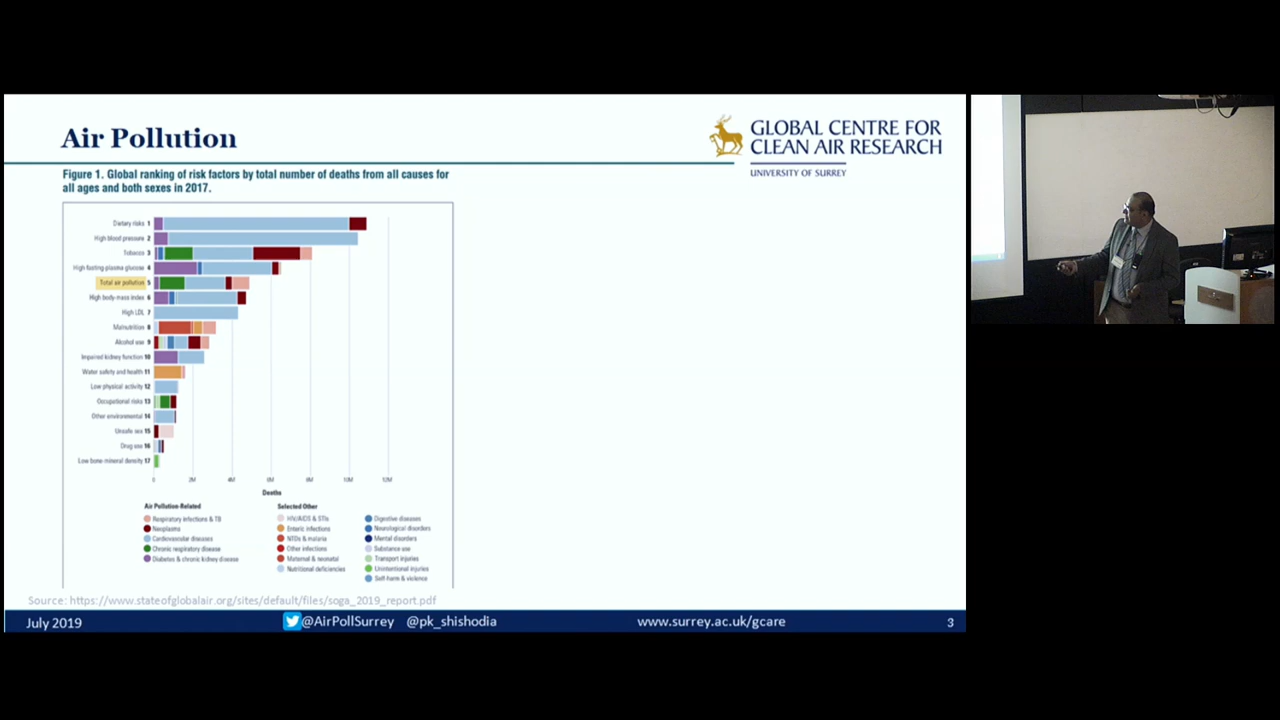 Air Pollution
GLOBAL CENTRE FOR
CLEAN AIR RESEARCH
UNIVERSITY OF SURREY
Figure 1. Global ranking of risk factors by total number of deaths from all causes for
all ages and both sexes in 2017.
Dietary risks 1
High blood pressure 2
Tobacco 3
High fasting plasma glucose 4
Total air pollution 5
High body-mass index 6
High LDL 7
Malnutrition 8
Alcohol use 9
Impaired kidney function 10
Water safety and health 11
Low physical activity 12
Occupational risks 13
Other environmental 14
Unsafe sex 15
Drug use 16
Low bone mineral density 17
0 2M 4M 6M 8M 10M 12M
Deaths
Air Pollution-Related
Respiratory infections & TB
Neoplasms
Cardiovascular diseases
Chronic respiratory disease
Diabetes & chronic kidney disease
Selected Other
HIV/AIDS & STIs
Enteric infections
NTDs & malaria
Other infections
Maternal & neonatal
Nutritional deficiencies
Digestive diseases
Neurological disorders
Mental disorders
Substance use
Transport injuries
Unintentional injuries
Self-harm & violence
Source: https://www.stateofglobalair.org/sites/default/files/soga_2019_report.pdf
July 2019 @AirPollSurrey @pk_shishodia www.surrey.ac.uk/gcare 3